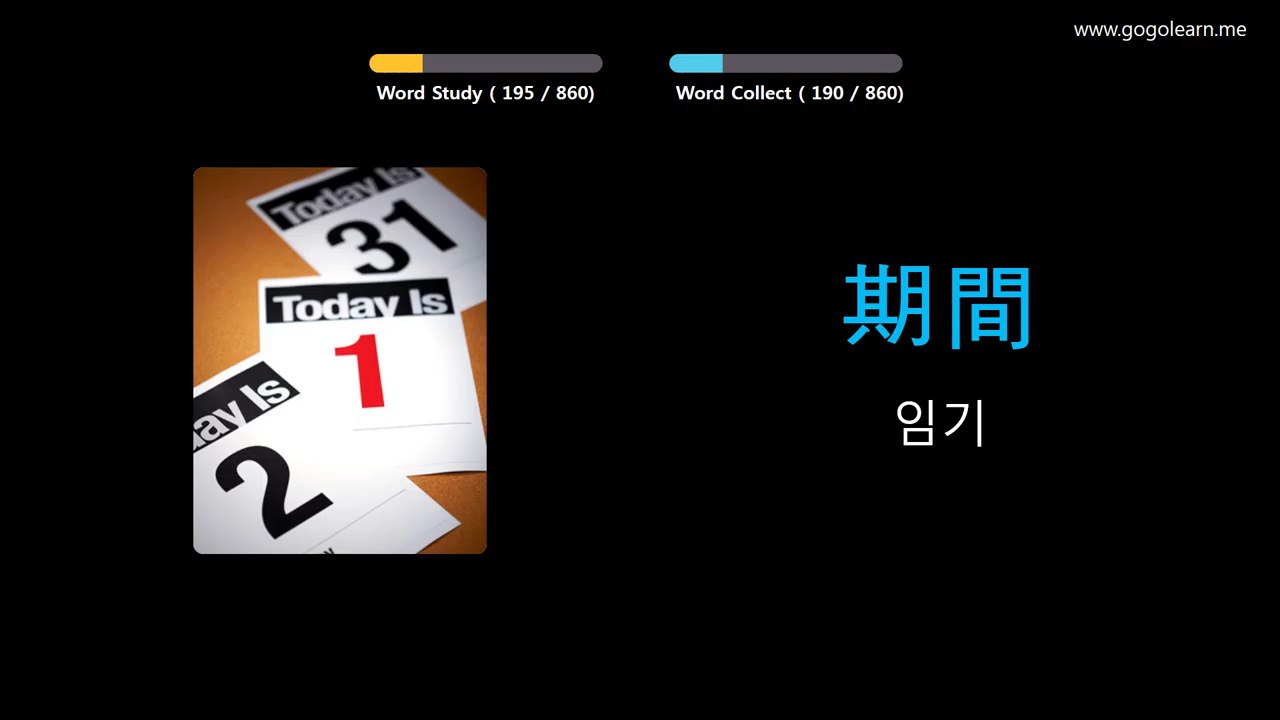 www.gogolearn.me
Word Study ( 195 / 860)
Word Collect ( 190 / 860)
Today Is
31
Today Is
1
ay Is
2
期間
임기